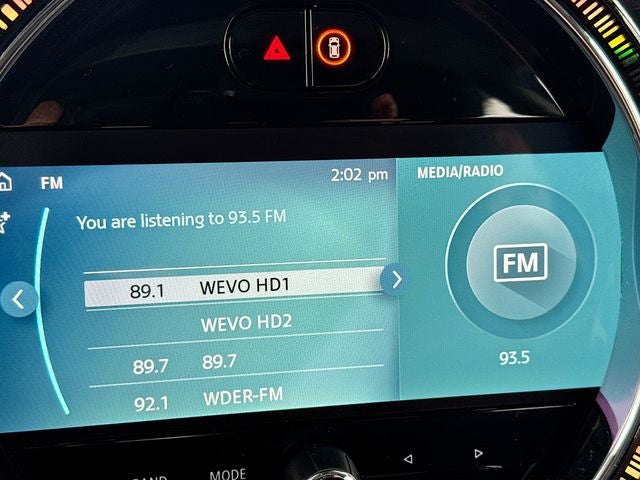 FM
2:02 pm
MEDIA/RADIO
You are listening to 93.5 FM
89.1 WEVO HD1
WEVO HD2
89.7 89.7
92.1 WDER-FM
FM
93.5
BAND
MODE